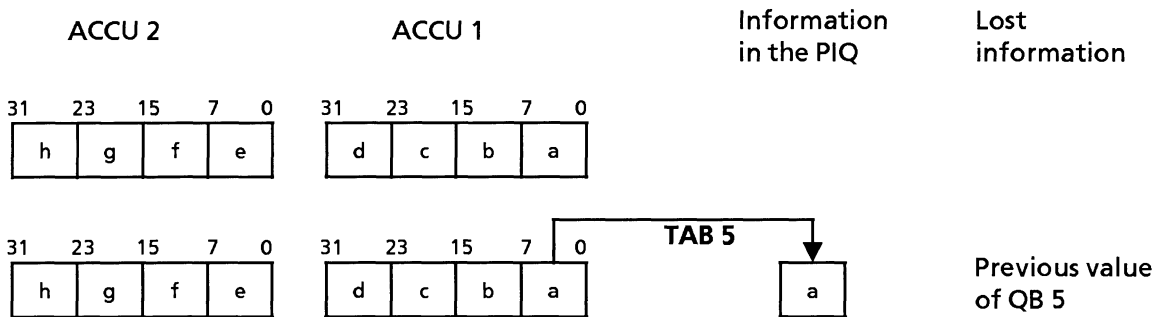 ACCU 2 ACCU 1 Information Lost
in the PIQ information
31 23 15 7 0 31 23 15 7 0
h g f e d c b a
TAB 5
31 23 15 7 0 31 23 15 7 0
h g f e d c b a a Previous value
of QB 5